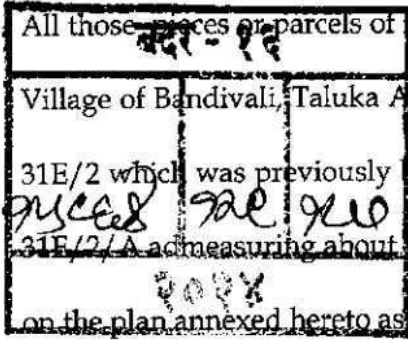 All those pieces or parcels of
बदर - १६
Village of Bandivali, Taluka A
31E/2 which was previously
31E/2/A admeasuring about
२०१४
on the plan annexed hereto as